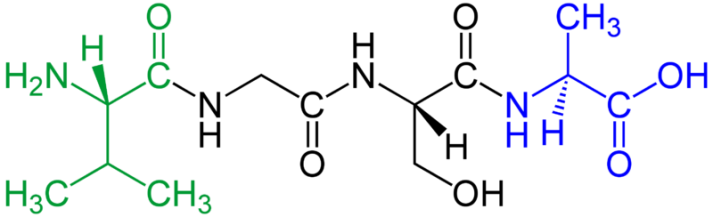 O H O CH₃
H H₂N C N H C O N H C O H OH N H H C OH O
H₃C CH₃